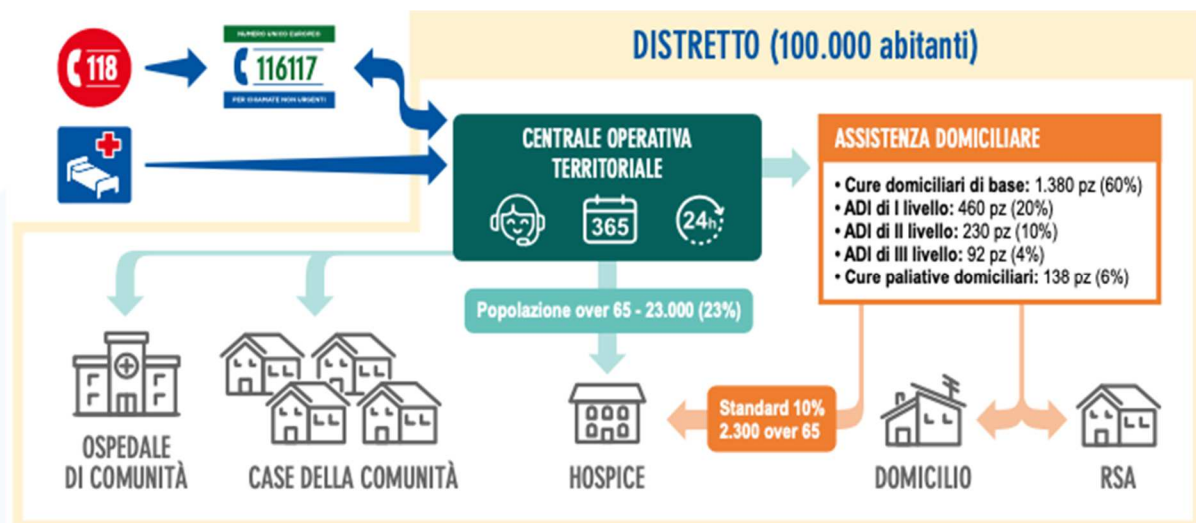 118
NUMERO UNICO EUROPEO
116117
PER CHIAMATE NON URGENTI
DISTRETTO (100.000 abitanti)
CENTRALE OPERATIVA
TERRITORIALE
365
24h
ASSISTENZA DOMICILIARE
• Cure domiciliari di base: 1.380 pz (60%)
• ADI di I livello: 460 pz (20%)
• ADI di II livello: 230 pz (10%)
• ADI di III livello: 92 pz (4%)
• Cure paliative domiciliari: 138 pz (6%)
Popolazione over 65 - 23.000 (23%)
Standard 10%
2.300 over 65
OSPEDALE
DI COMUNITÀ
CASE DELLA COMUNITÀ
HOSPICE
DOMICILIO
RSA